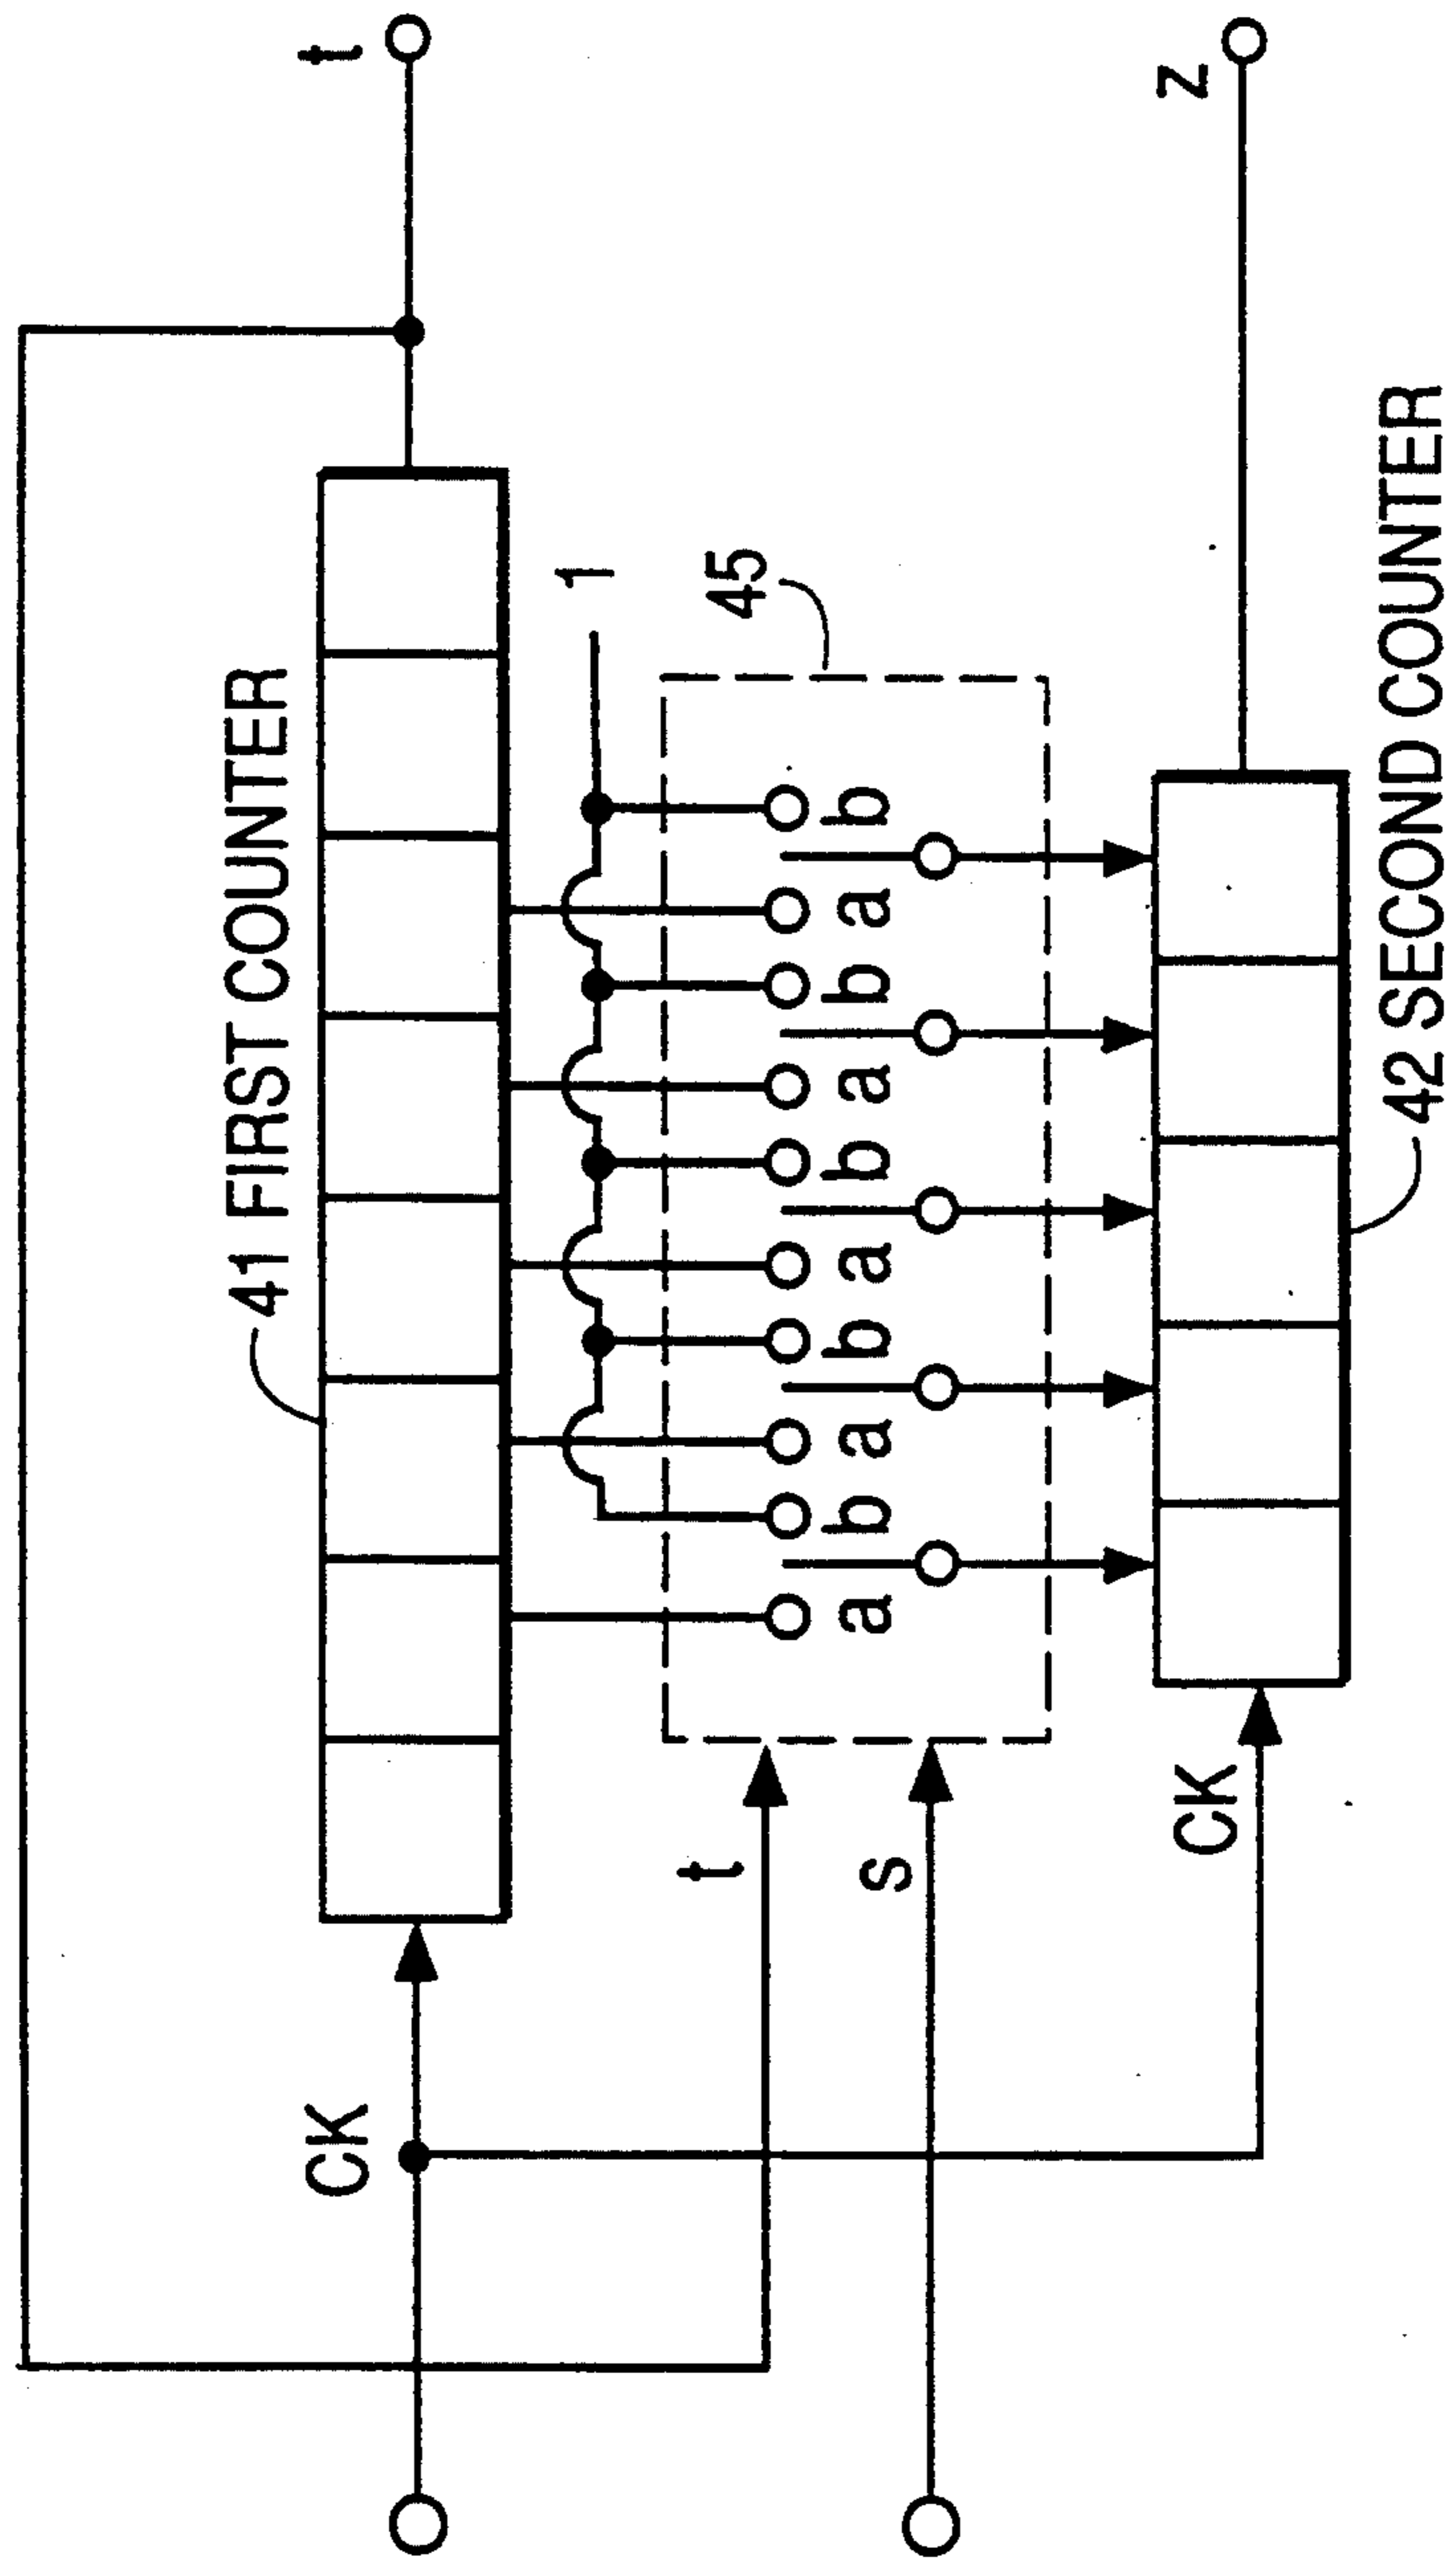 t
41 FIRST COUNTER
CK
1
45
t
a b a b a b a b a b
s
CK
z
42 SECOND COUNTER